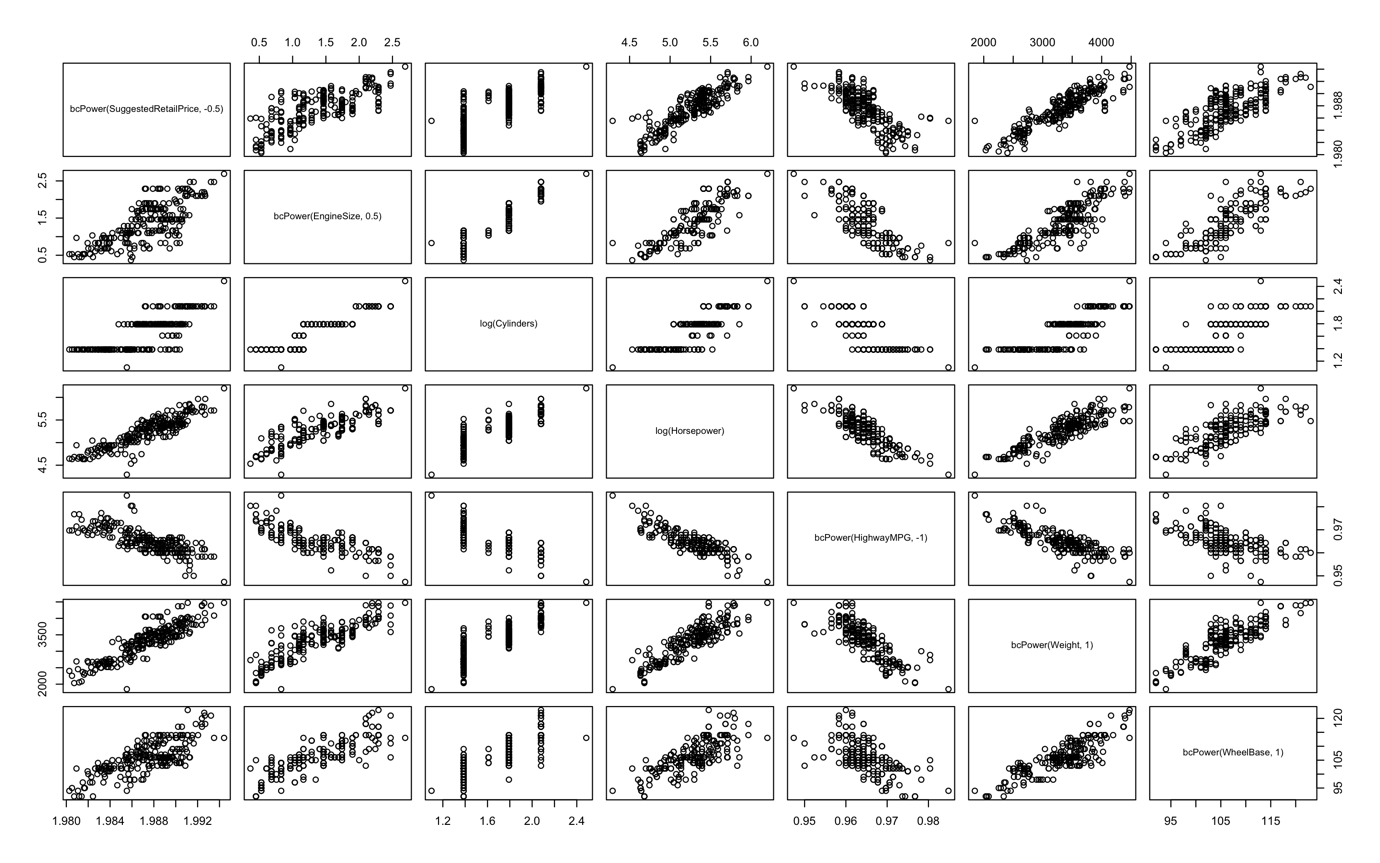 0.5 1.0 1.5 2.0 2.5
4.5 5.0 5.5 6.0
2000 3000 4000
bcPower(SuggestedRetailPrice, -0.5)
1.980 1.988
0.5 1.5 2.5
bcPower(EngineSize, 0.5)
log(Cylinders)
1.2 1.8 2.4
4.5 5.5
log(Horsepower)
bcPower(HighwayMPG, -1)
0.95 0.97
2000 3500
bcPower(Weight, 1)
bcPower(WheelBase, 1)
95 105 120
1.980 1.984 1.988 1.992
1.2 1.6 2.0 2.4
0.95 0.96 0.97 0.98
95 105 115